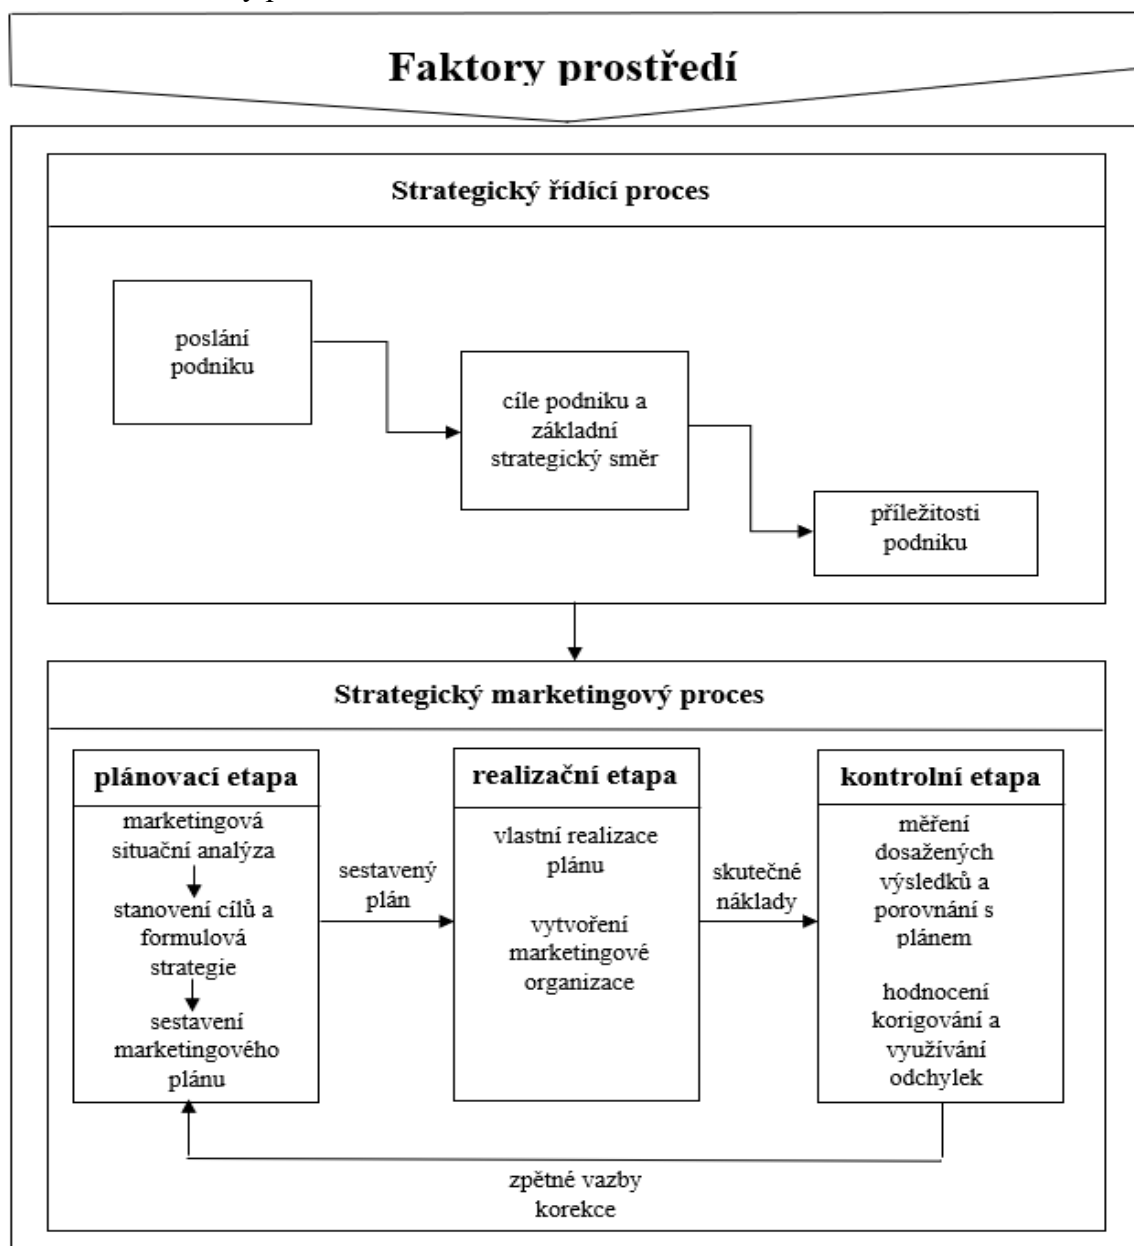 Faktory prostředí
Strategický řídící proces
poslání
podniku
cíle podniku a
základní
strategický směr
příležitosti
podniku
Strategický marketingový proces
plánovací etapa
marketingová
situační analýza
stanovení cílů a
formulová
strategie
sestavení
marketingového
plánu
sestavený
plán
realizační etapa
vlastní realizace
plánu
vytvoření
marketingové
organizace
skutečné
náklady
kontrolní etapa
měření
dosažených
výsledků a
porovnání s
plánem
hodnocení
korigování a
využívání
odchylek
zpětné vazby
korekce